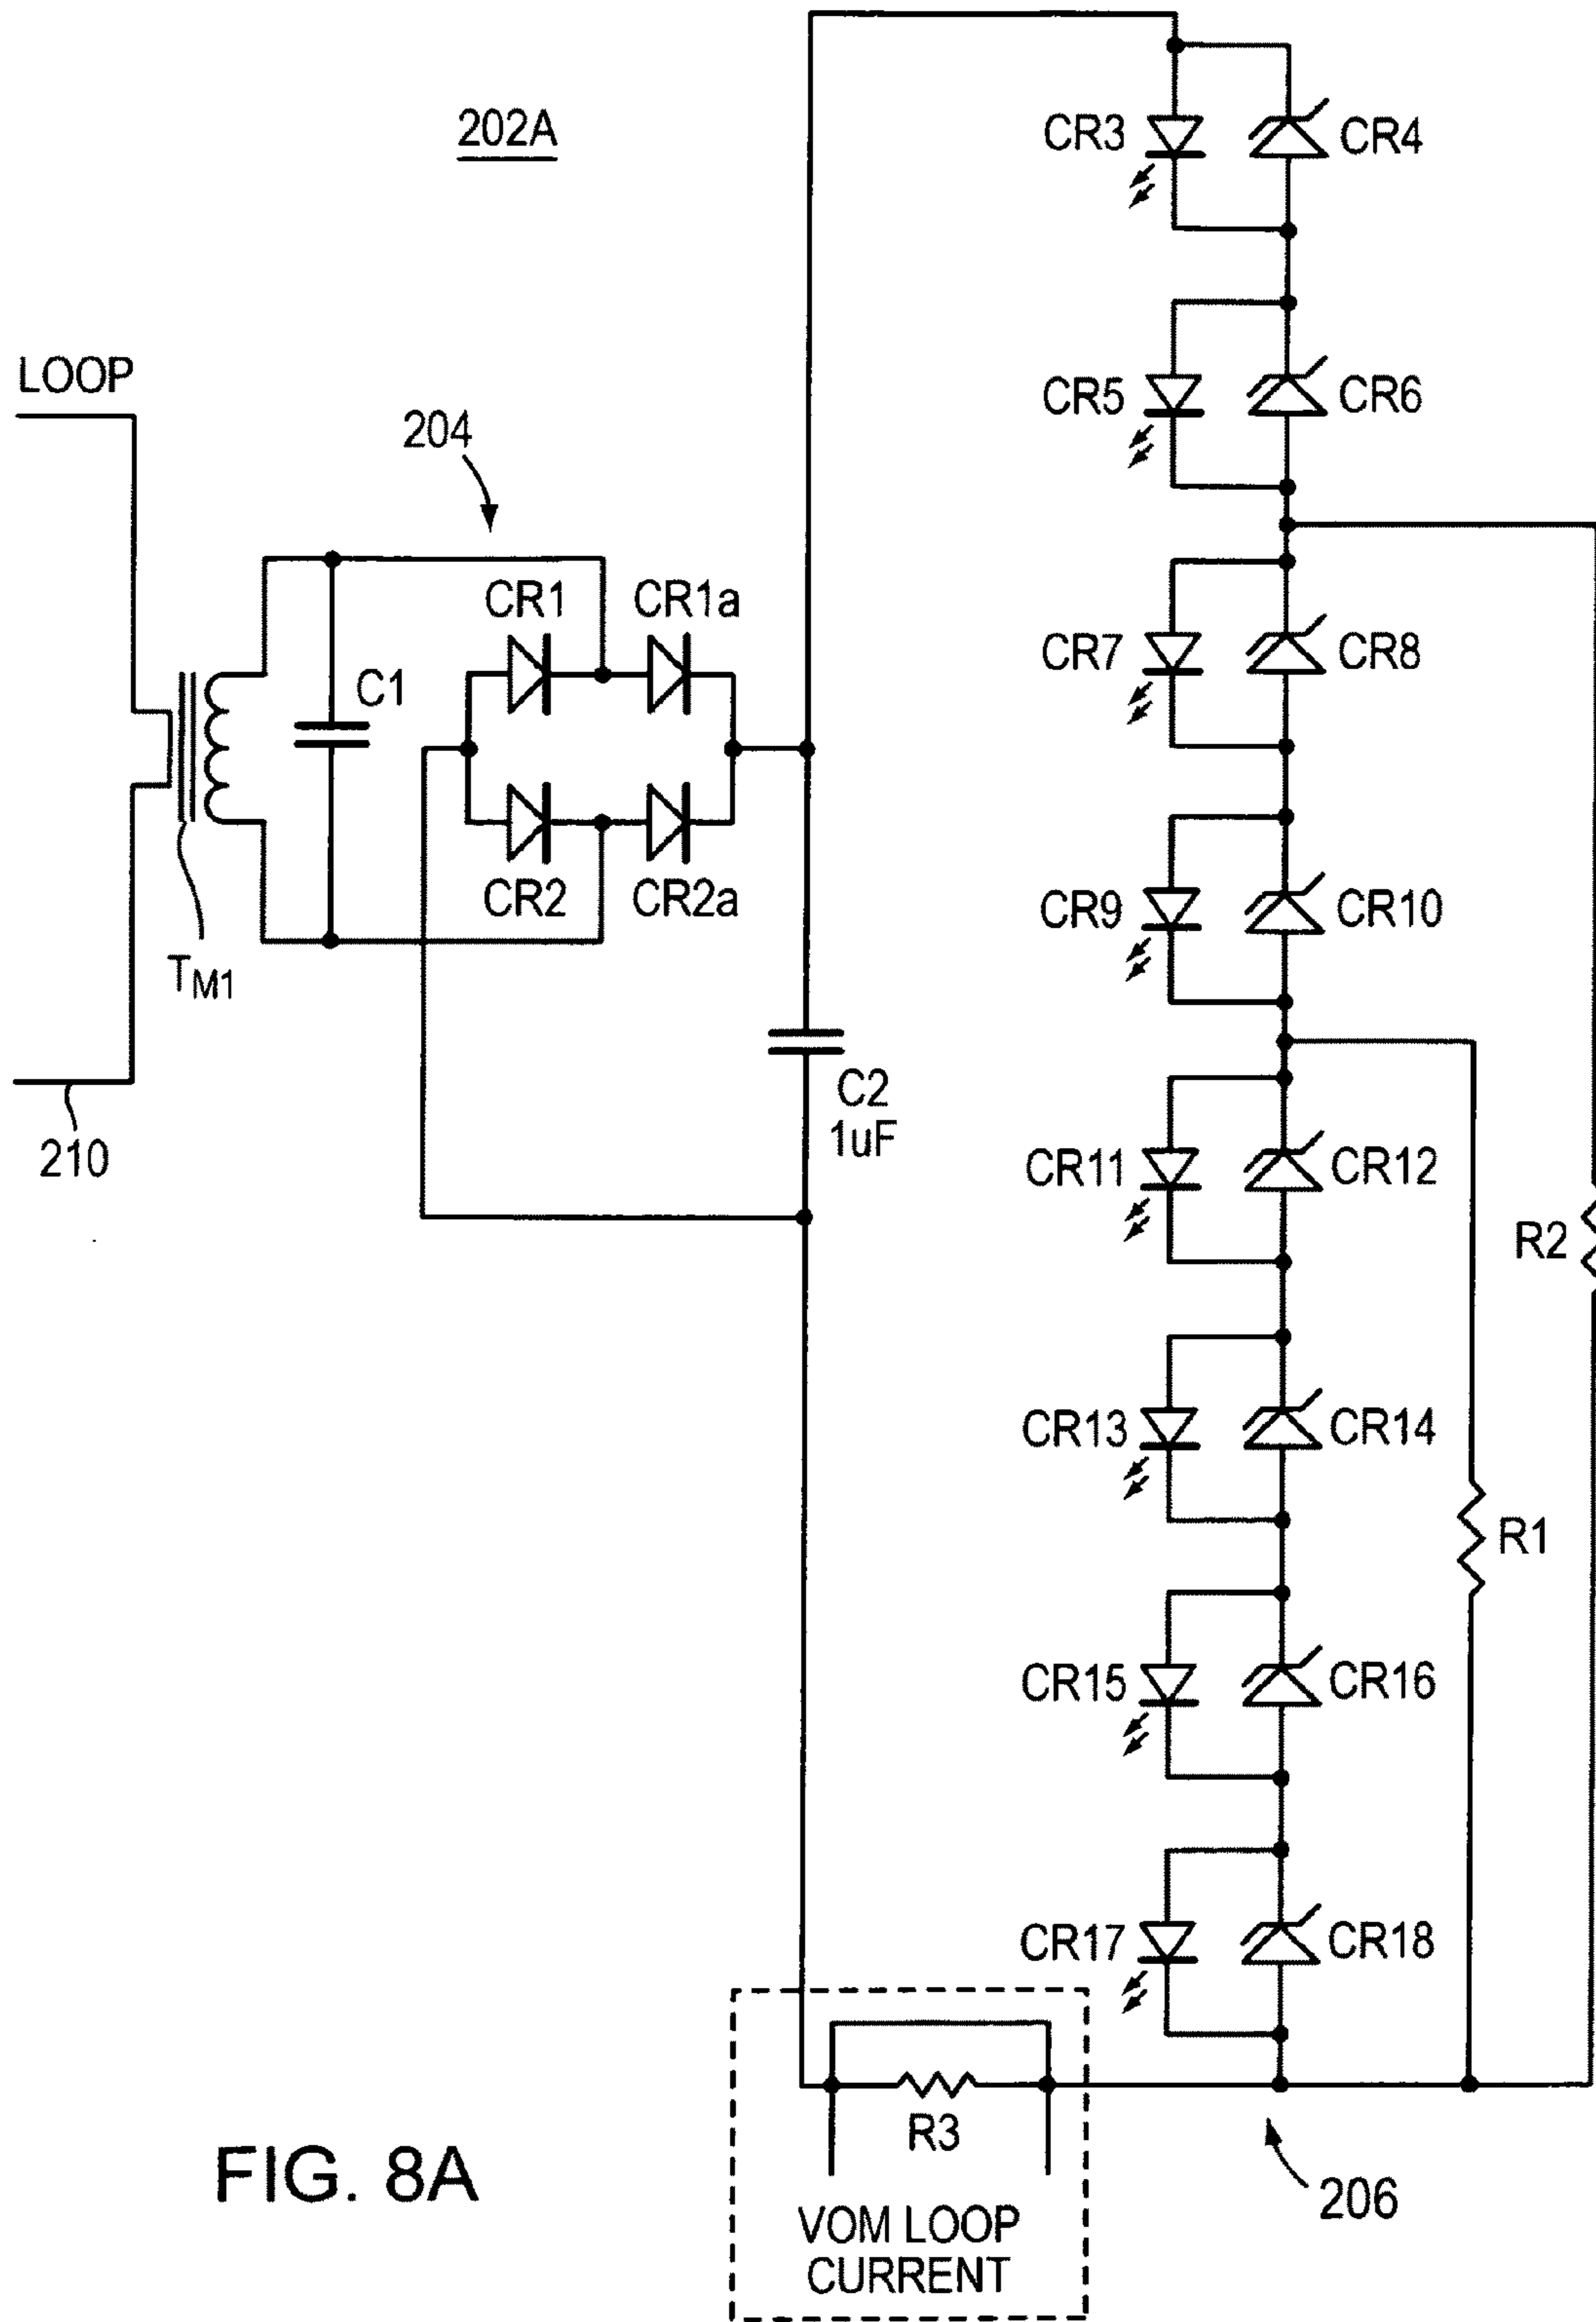 202A
CR3
CR4
LOOP
204
CR5
CR6
CR1
CR1a
CR7
CR8
C1
CR2
CR2a
CR9
CR10
TM1
210
C2
1uF
CR11
CR12
R2
CR13
CR14
R1
CR15
CR16
CR17
CR18
R3
FIG. 8A
206
VOM LOOP
CURRENT